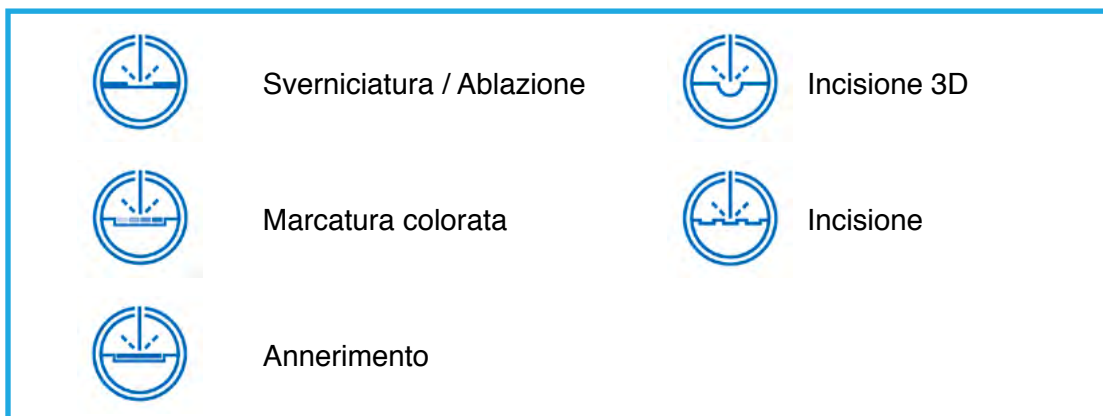 Sverniciatura / Ablazione
Incisione 3D
Marcatura colorata
Incisione
Annerimento